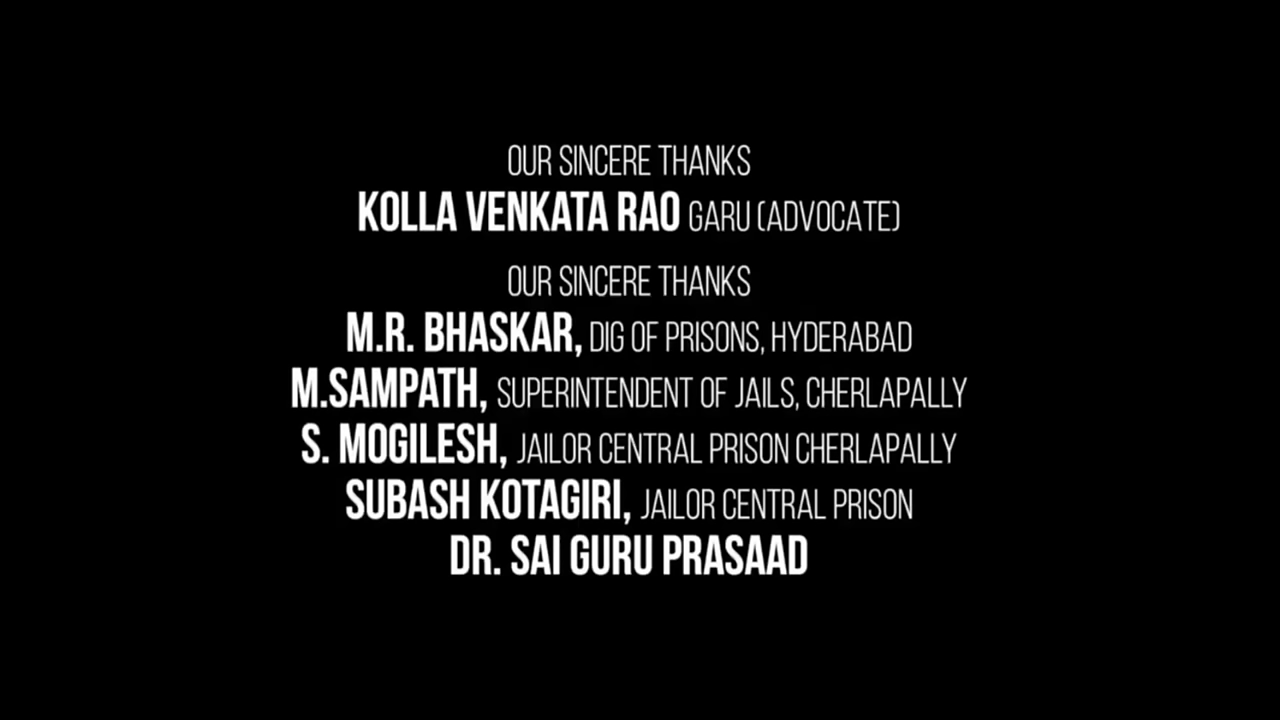 OUR SINCERE THANKS
KOLLA VENKATA RAO GARU (ADVOCATE)
OUR SINCERE THANKS
M.R. BHASKAR, DIG OF PRISONS, HYDERABAD
M.SAMPATH, SUPERINTENDENT OF JAILS, CHERLAPALLY
S. MOGILESH, JAILOR CENTRAL PRISON CHERLAPALLY
SUBASH KOTAGIRI, JAILOR CENTRAL PRISON
DR. SAI GURU PRASAAD